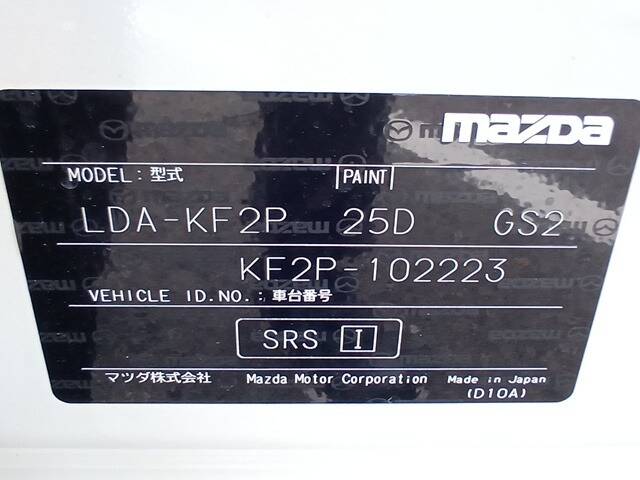 mazda
MODEL: 型式 PAINT
LDA-KF2P 25D GS2
KF2P-102223
VEHICLE ID.NO.: 車台番号
SRS I
マツダ株式会社 Mazda Motor Corporation Made in Japan
(D10A)